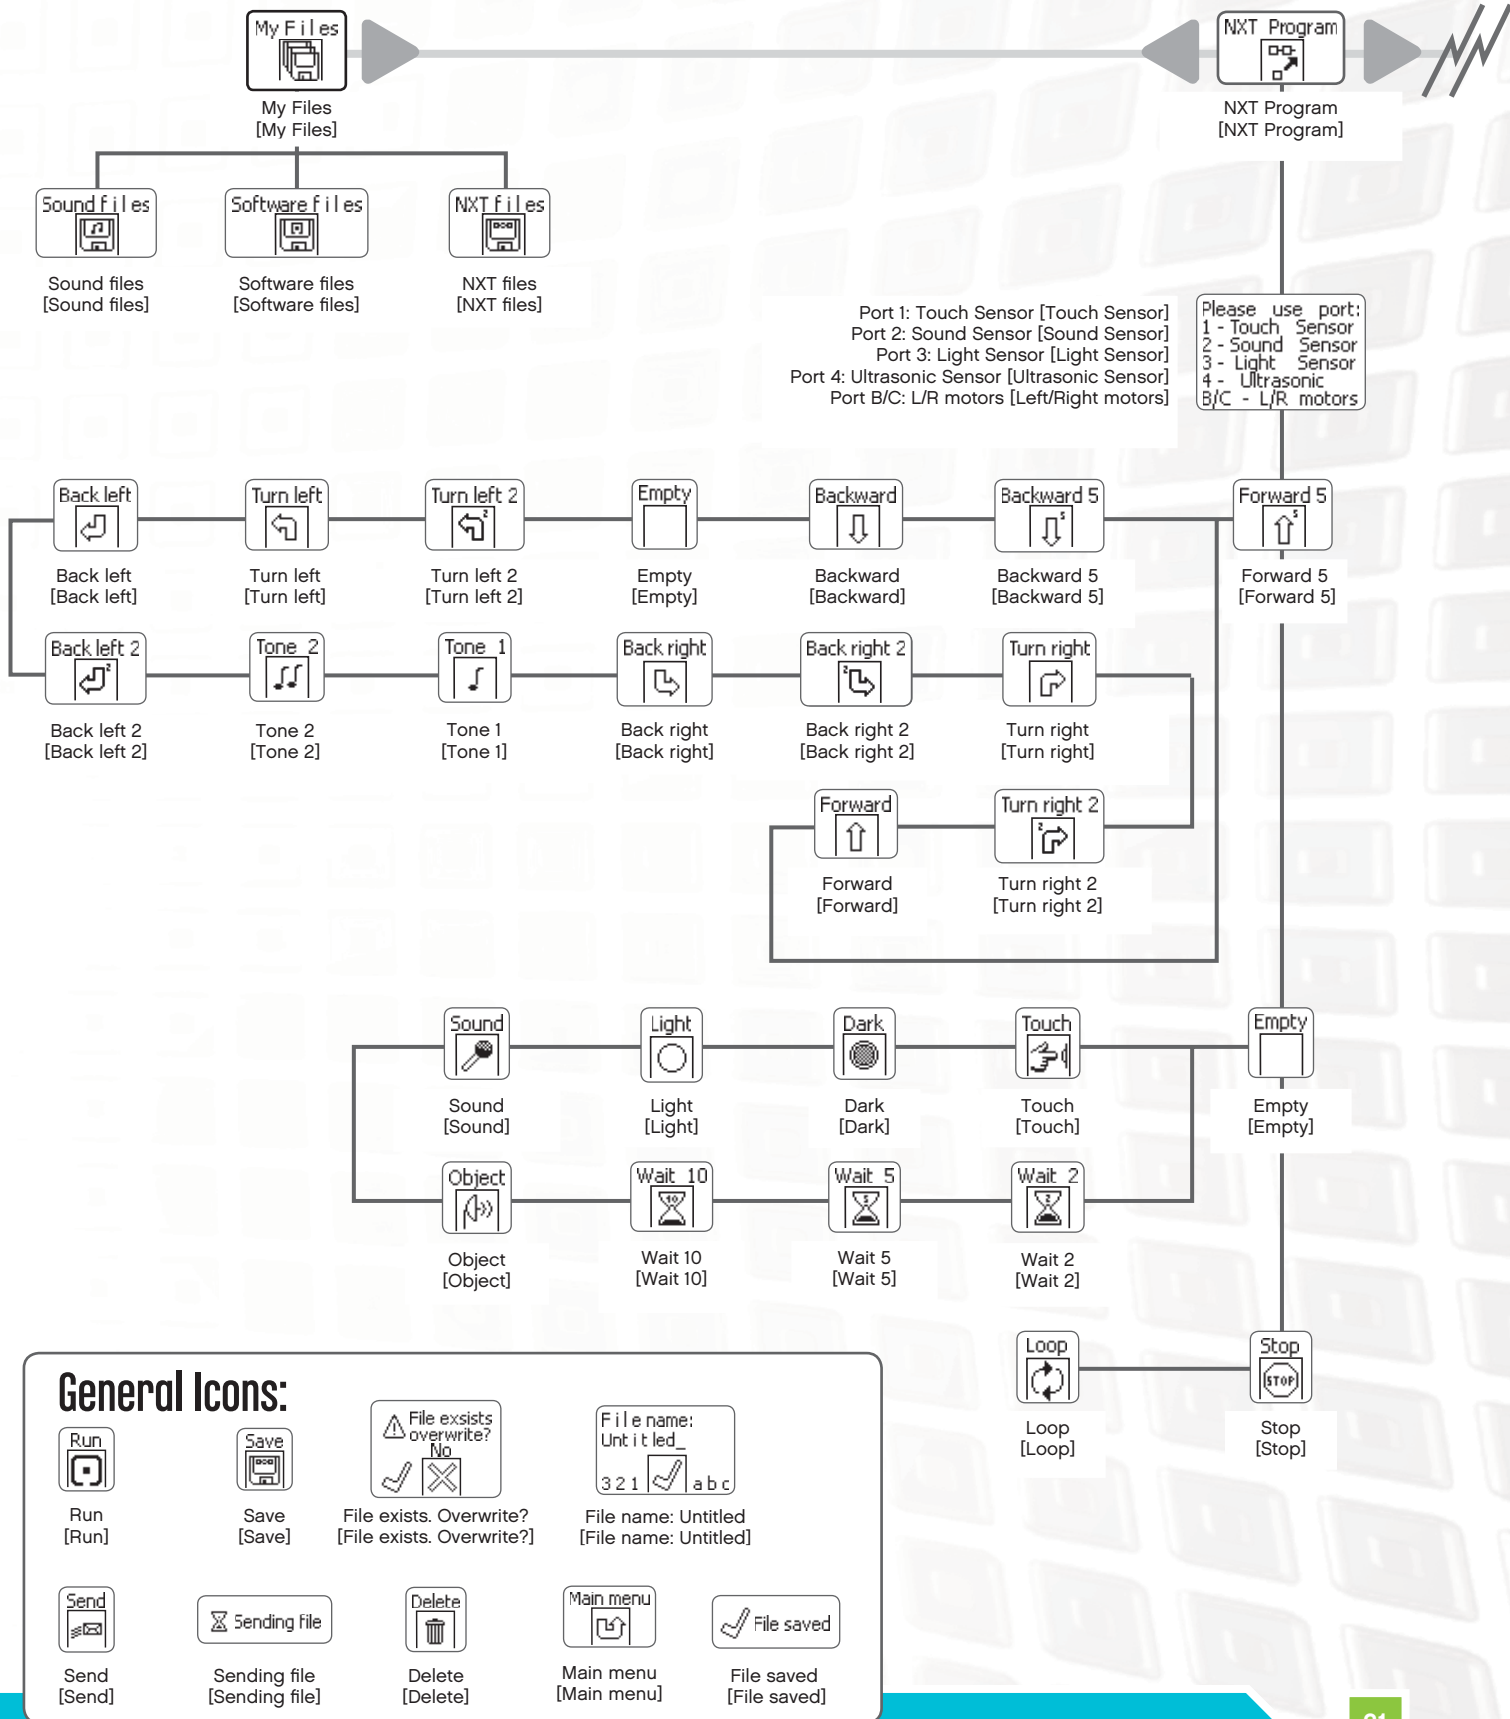 My Files
NXT Program
My Files
[My Files]
NXT Program
[NXT Program]
Sound files
Software files
NXT files
Sound files
[Sound files]
Software files
[Software files]
NXT files
[NXT files]
Port 1: Touch Sensor [Touch Sensor]
Port 2: Sound Sensor [Sound Sensor]
Port 3: Light Sensor [Light Sensor]
Port 4: Ultrasonic Sensor [Ultrasonic Sensor]
Port B/C: L/R motors [Left/Right motors]
Please use port:
1 - Touch Sensor
2 - Sound Sensor
3 - Light Sensor
4 - Ultrasonic
B/C - L/R motors
Back left
Turn left
Turn left 2
Empty
Backward
Backward 5
Forward 5
Back left
[Back left]
Turn left
[Turn left]
Turn left 2
[Turn left 2]
Empty
[Empty]
Backward
[Backward]
Backward 5
[Backward 5]
Forward 5
[Forward 5]
Back left 2
Tone 2
Tone 1
Back right
Back right 2
Turn right
Back left 2
[Back left 2]
Tone 2
[Tone 2]
Tone 1
[Tone 1]
Back right
[Back right]
Back right 2
[Back right 2]
Turn right
[Turn right]
Forward
Turn right 2
Forward
[Forward]
Turn right 2
[Turn right 2]
Sound
Light
Dark
Touch
Empty
Sound
[Sound]
Light
[Light]
Dark
[Dark]
Touch
[Touch]
Empty
[Empty]
Object
Wait 10
Wait 5
Wait 2
Object
[Object]
Wait 10
[Wait 10]
Wait 5
[Wait 5]
Wait 2
[Wait 2]
Loop
Stop
STOP
Loop
[Loop]
Stop
[Stop]
General Icons:
Run
Save
File exsists
overwrite?
No
File name:
Untitled_
321 abc
Run
[Run]
Save
[Save]
File exists. Overwrite?
[File exists. Overwrite?]
File name: Untitled
[File name: Untitled]
Send
Sending file
Delete
Main menu
File saved
Send
[Send]
Sending file
[Sending file]
Delete
[Delete]
Main menu
[Main menu]
File saved
[File saved]